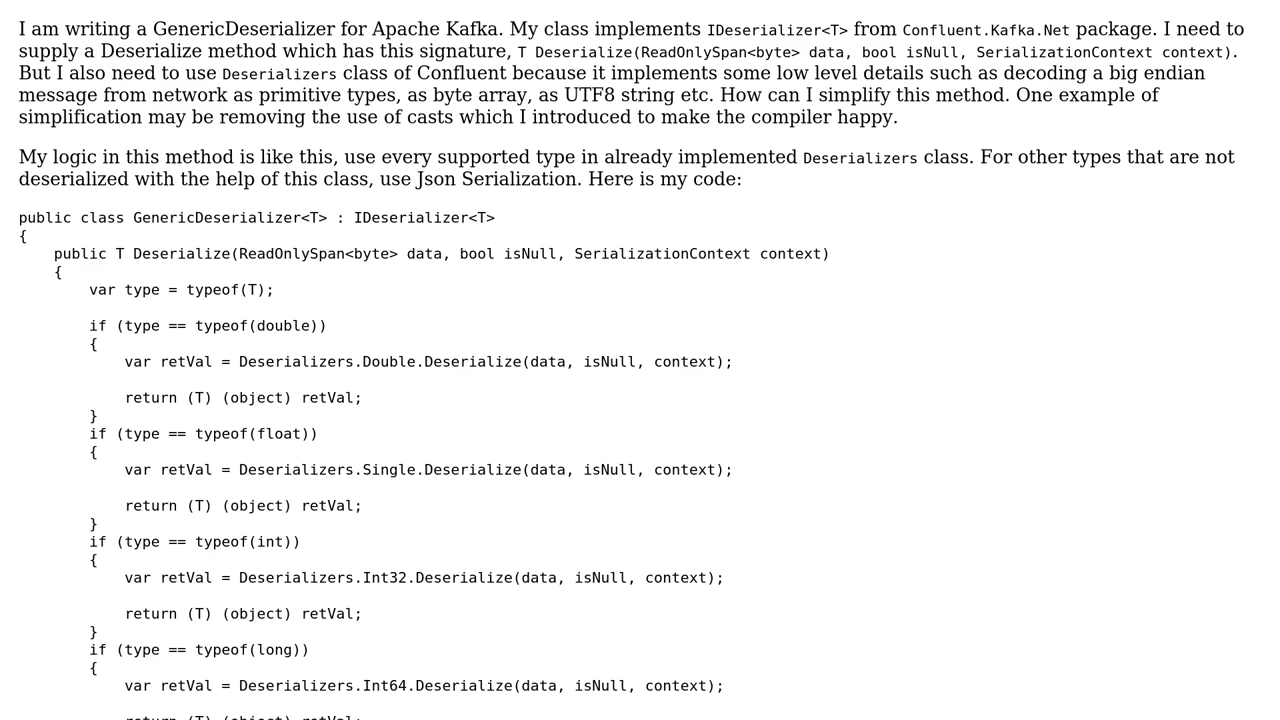 I am writing a GenericDeserializer for Apache Kafka. My class implements IDeserializer<T> from Confluent.Kafka.Net package. I need to
supply a Deserialize method which has this signature, T Deserialize(ReadOnlySpan<byte> data, bool isNull, SerializationContext context).
But I also need to use Deserializers class of Confluent because it implements some low level details such as decoding a big endian
message from network as primitive types, as byte array, as UTF8 string etc. How can I simplify this method. One example of
simplification may be removing the use of casts which I introduced to make the compiler happy.
My logic in this method is like this, use every supported type in already implemented Deserializers class. For other types that are not
deserialized with the help of this class, use Json Serialization. Here is my code:
public class GenericDeserializer<T> : IDeserializer<T>
{
    public T Deserialize(ReadOnlySpan<byte> data, bool isNull, SerializationContext context)
    {
        var type = typeof(T);
        if (type == typeof(double))
        {
            var retVal = Deserializers.Double.Deserialize(data, isNull, context);
            return (T) (object) retVal;
        }
        if (type == typeof(float))
        {
            var retVal = Deserializers.Single.Deserialize(data, isNull, context);
            return (T) (object) retVal;
        }
        if (type == typeof(int))
        {
            var retVal = Deserializers.Int32.Deserialize(data, isNull, context);
            return (T) (object) retVal;
        }
        if (type == typeof(long))
        {
            var retVal = Deserializers.Int64.Deserialize(data, isNull, context);